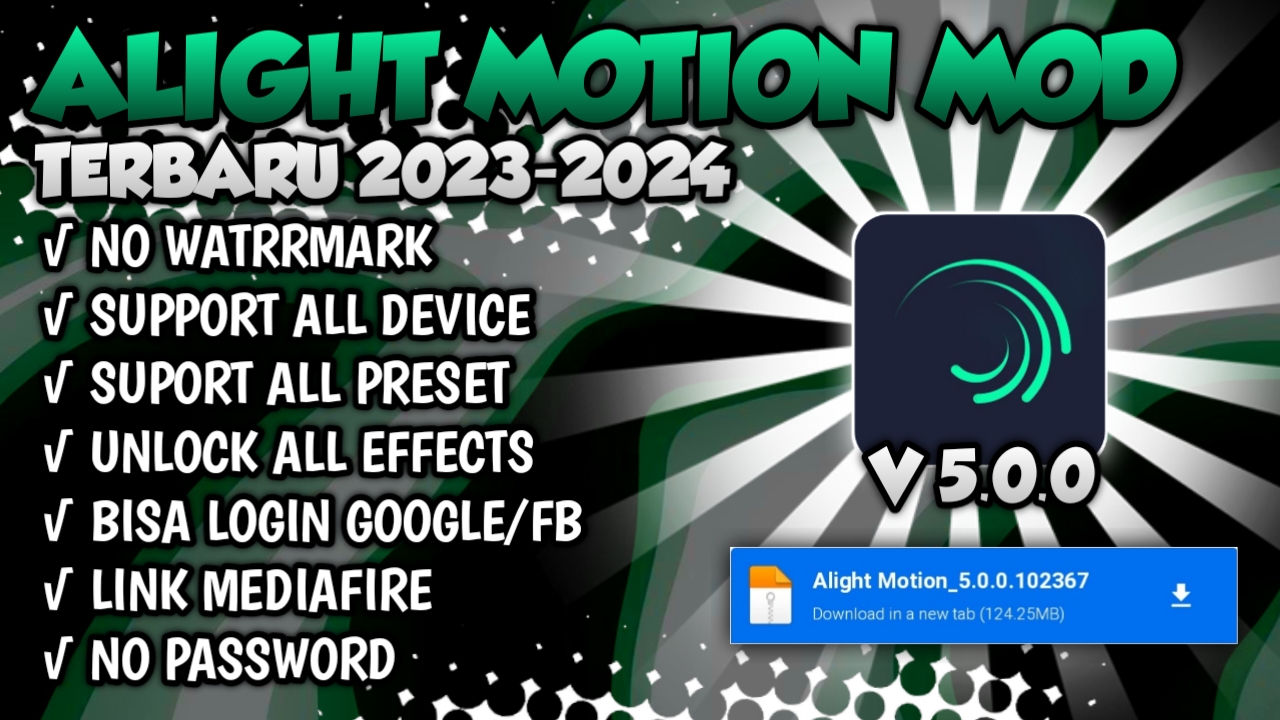 ALIGHT MOTION MOD
TERBARU 2023-2024
√ NO WATRRMARK
√ SUPPORT ALL DEVICE
√ SUPORT ALL PRESET
√ UNLOCK ALL EFFECTS
√ BISA LOGIN GOOGLE/FB
√ LINK MEDIAFIRE
√ NO PASSWORD
V 5.0.0
Alight Motion_5.0.0.102367
Download in a new tab (124.25MB)